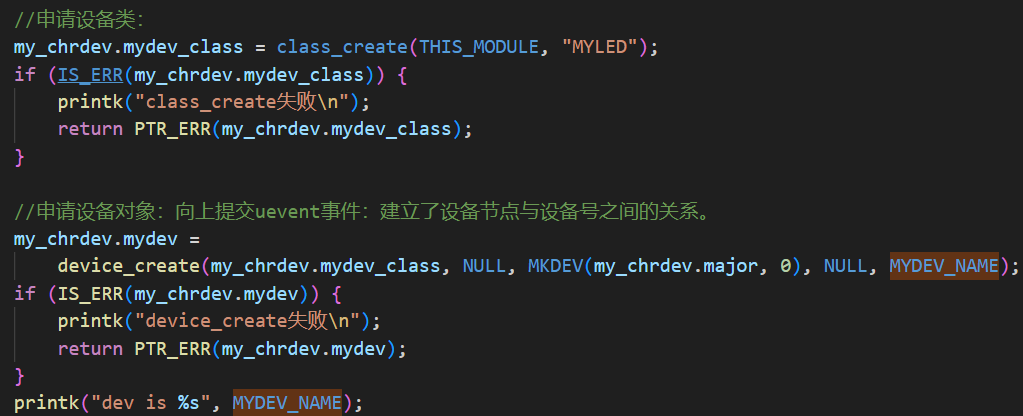 //申请设备类：
my_chrdev.mydev_class = class_create(THIS_MODULE, "MYLED");
if (IS_ERR(my_chrdev.mydev_class)) {
    printk("class_create失败\n");
    return PTR_ERR(my_chrdev.mydev_class);
}

//申请设备对象：向上提交uevent事件：建立了设备节点与设备号之间的关系。
my_chrdev.mydev =
    device_create(my_chrdev.mydev_class, NULL, MKDEV(my_chrdev.major, 0), NULL, MYDEV_NAME);
if (IS_ERR(my_chrdev.mydev)) {
    printk("device_create失败\n");
    return PTR_ERR(my_chrdev.mydev);
}
printk("dev is %s", MYDEV_NAME);